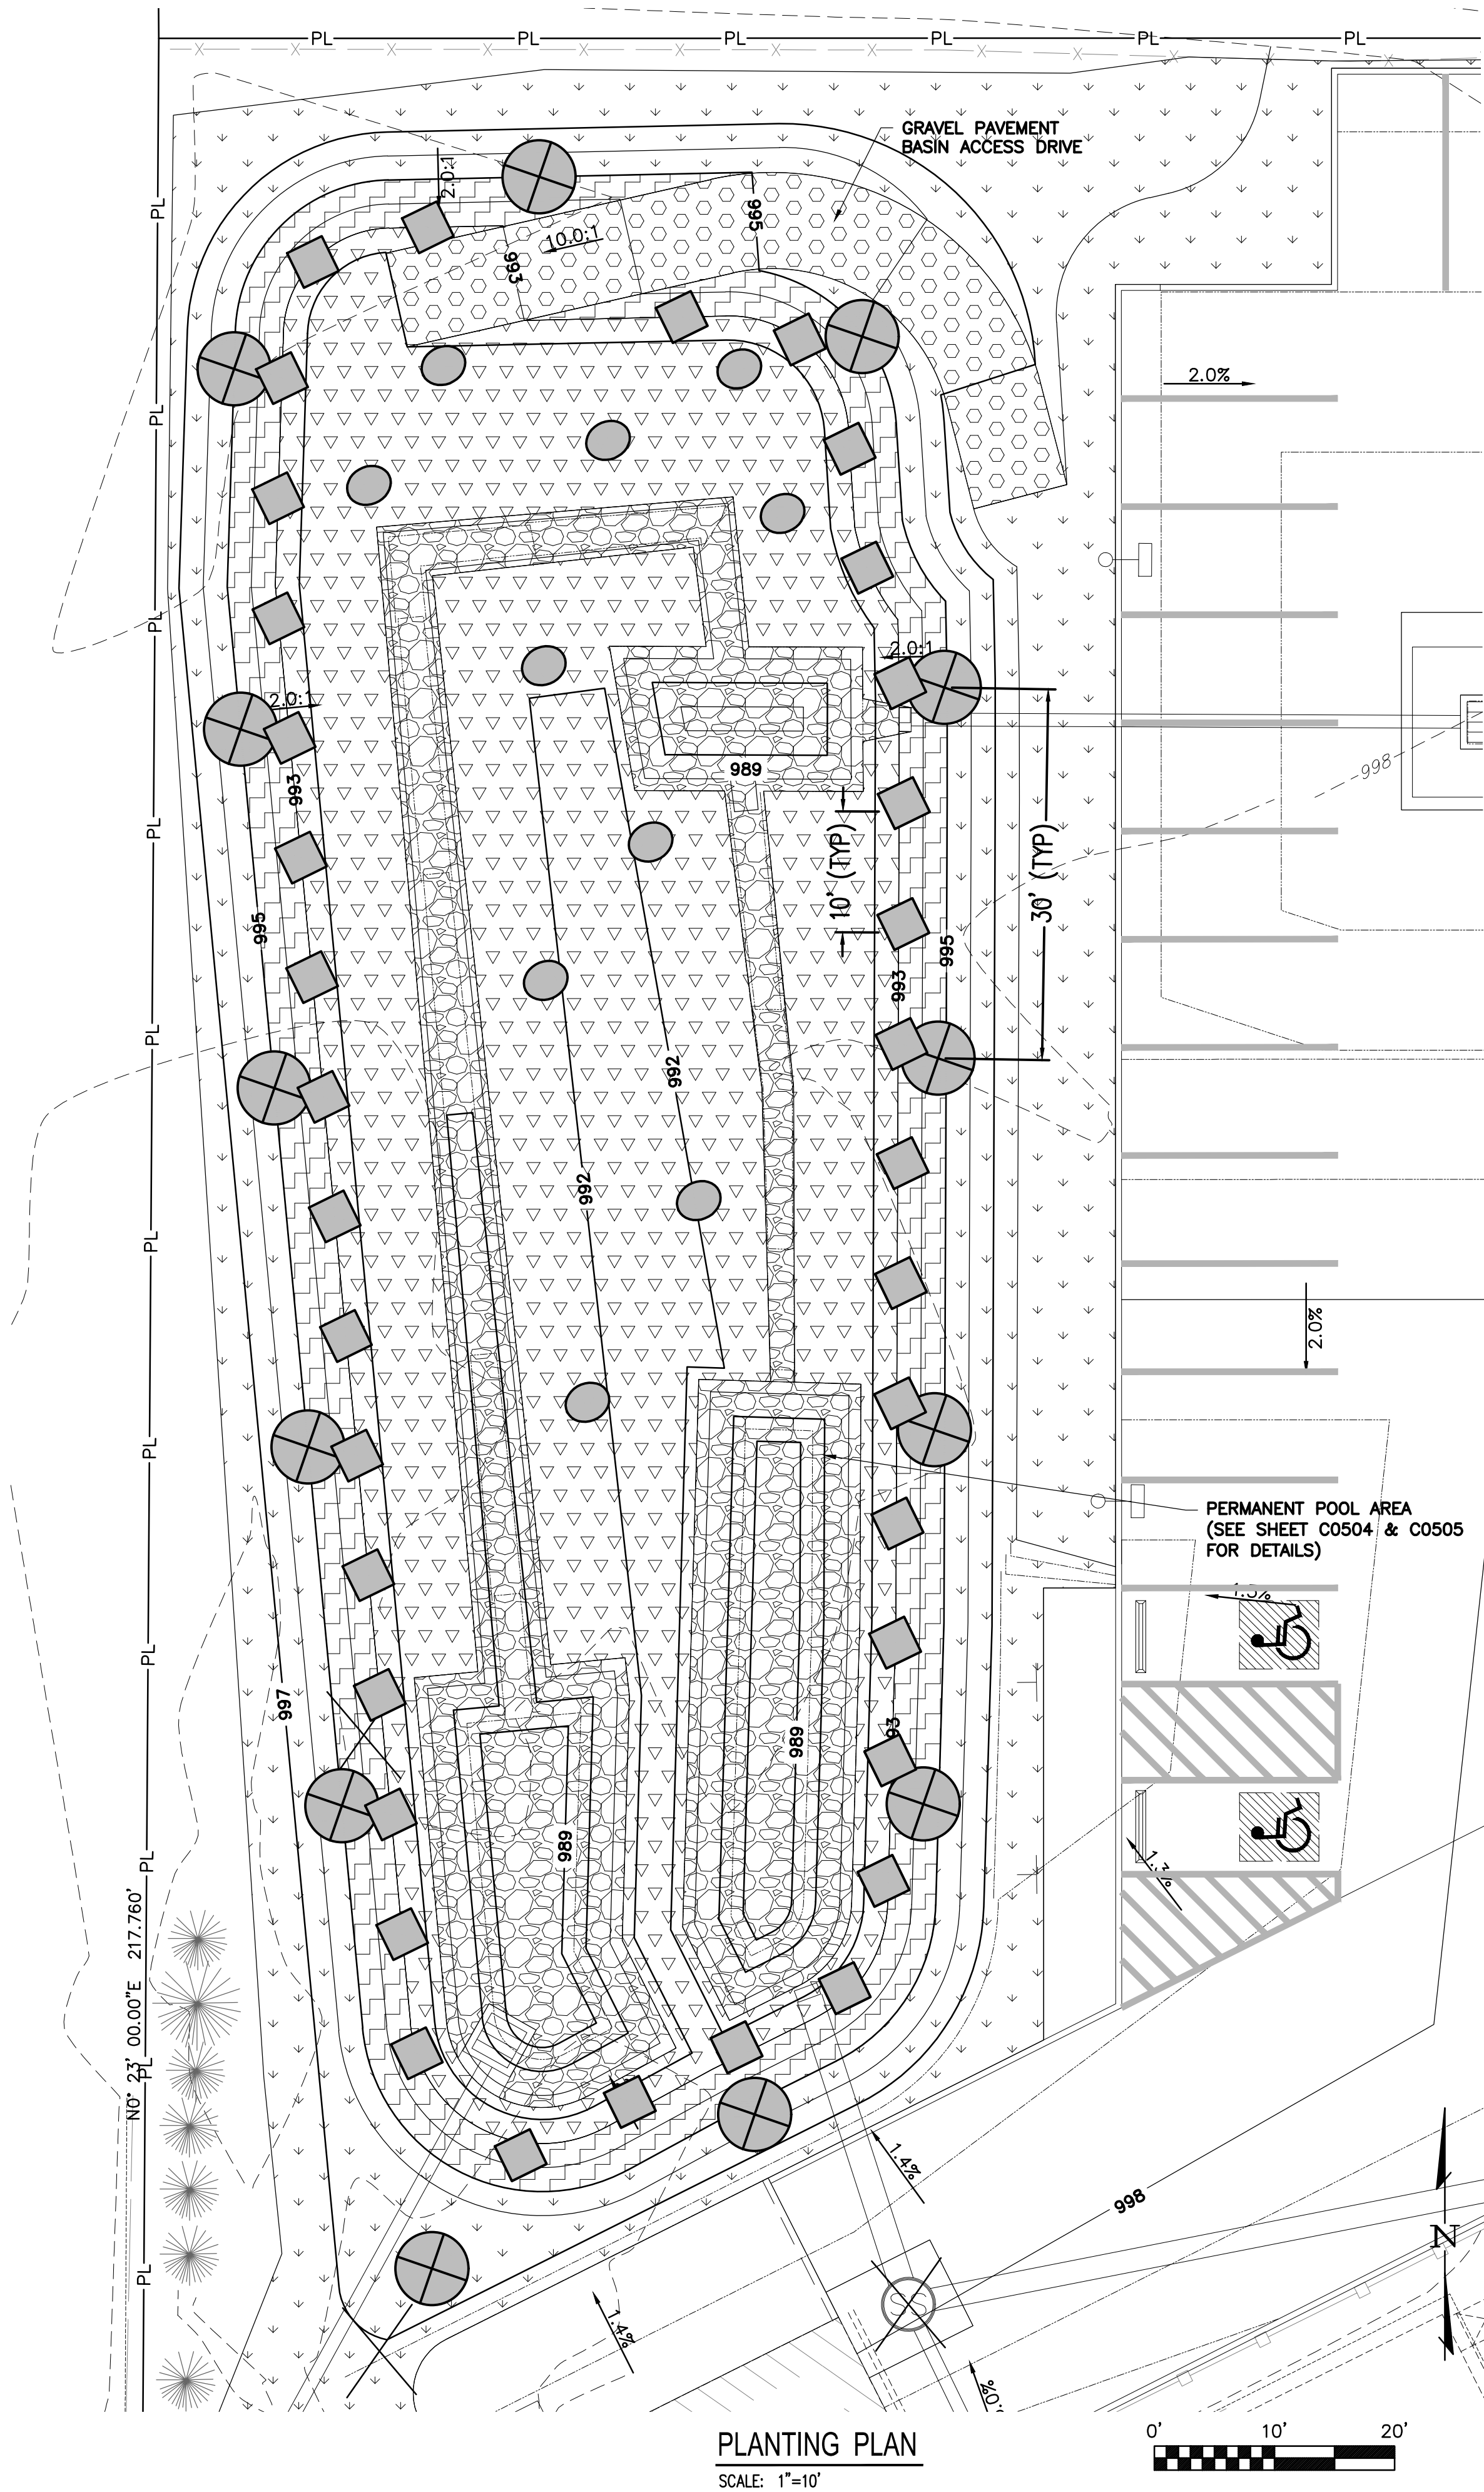 PL PL PL PL PL PL
GRAVEL PAVEMENT
BASIN ACCESS DRIVE
2.0:1
PL
995
10.0:1
993
2.0%
PL
PL
2.0:1
2.0:1
998
989
993
PL
10' (TYP)
30' (TYP)
995
995
993
PL
992
992
PL
2.0%
PL
PERMANENT POOL AREA
(SEE SHEET C0504 & C0505
FOR DETAILS)
PL
997
93
989
989
PL
N0° 23' 00.00"E 217.760'
PL
1.4%
998
N
PL
1.4%
SS
PLANTING PLAN
SCALE: 1"=10'
0' 10' 20'